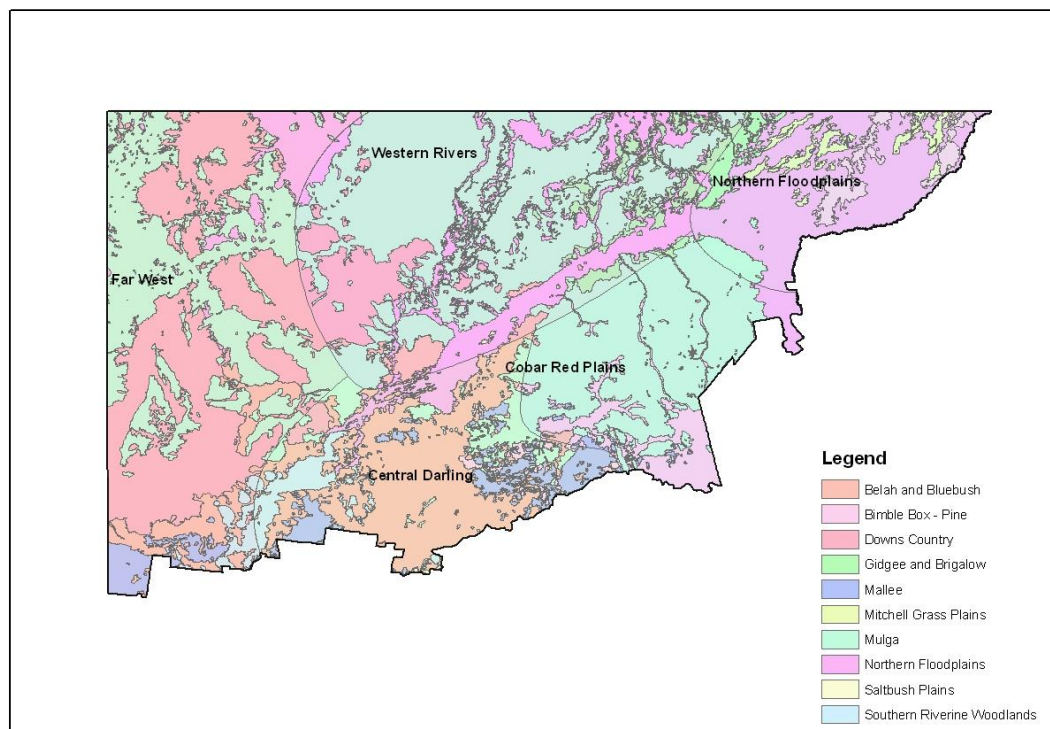 Western Rivers
Northern Floodplains
Far West
Cobar Red Plains
Central Darling
Legend
Belah and Bluebush
Bimble Box - Pine
Downs Country
Gidgee and Brigalow
Mallee
Mitchell Grass Plains
Mulga
Northern Floodplains
Saltbush Plains
Southern Riverine Woodlands